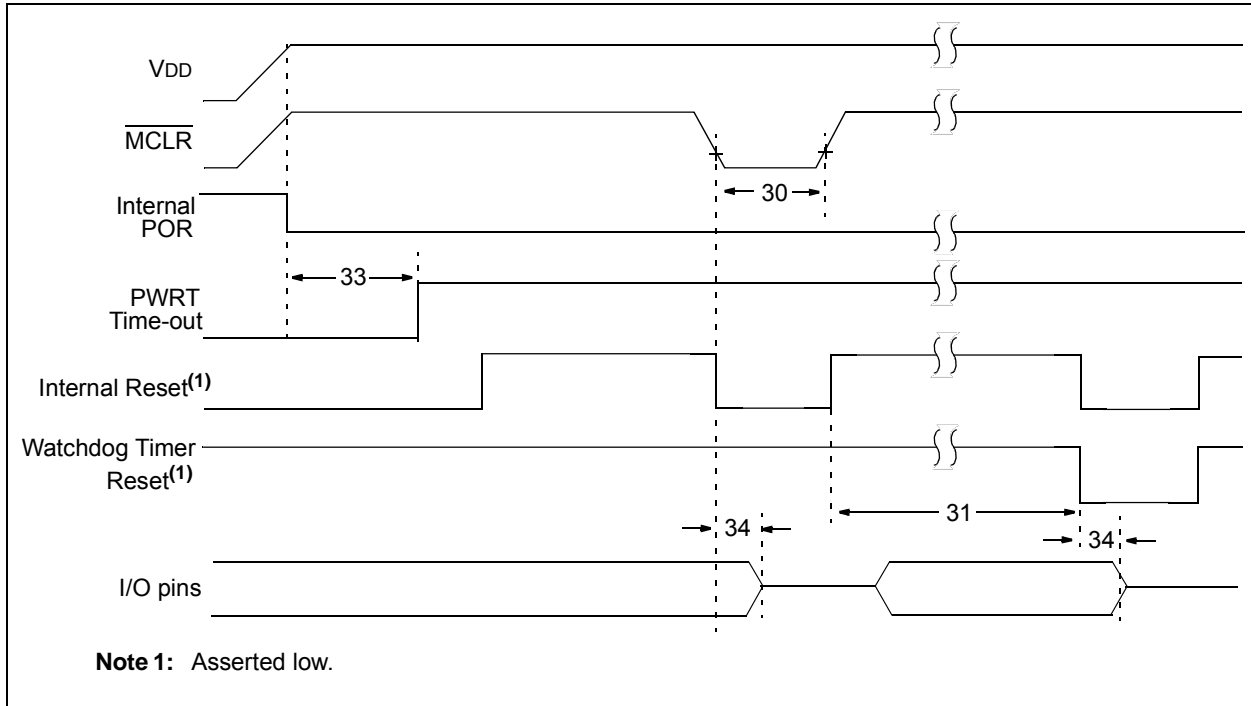 VDD
MCLR
30
Internal
POR
33
PWRT
Time-out
Internal Reset(1)
Watchdog Timer
Reset(1)
31
34
34
I/O pins
Note 1: Asserted low.